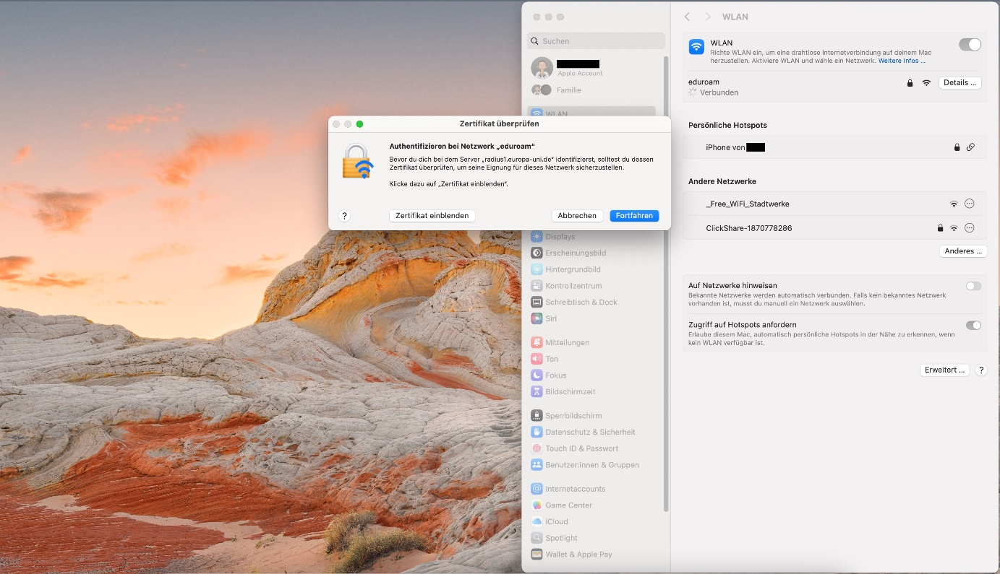 WLAN
Suchen
Apple Account
Familie
WLAN
WLAN
Richte WLAN ein, um eine drahtlose Internetverbindung auf deinem Mac
herzustellen. Aktiviere WLAN und wähle ein Netzwerk. Weitere Infos ...
eduroam
Verbunden
Details ...
Persönliche Hotspots
iPhone von
Andere Netzwerke
_Free_WiFi_Stadtwerke
ClickShare-1870778286
Anderes ...
Auf Netzwerke hinweisen
Bekannte Netzwerke werden automatisch verbunden. Falls kein bekanntes Netzwerk
vorhanden ist, musst du manuell ein Netzwerk auswählen.
Zugriff auf Hotspots anfordern
Erlaube diesem Mac, automatisch persönliche Hotspots in der Nähe zu erkennen, wenn
kein WLAN verfügbar ist.
Erweitert ...
?
Zertifikat überprüfen
Authentifizieren bei Netzwerk „eduroam“
Bevor du dich bei dem Server „radius1.europa-uni.de“ identifizierst, solltest du dessen
Zertifikat überprüfen, um seine Eignung für dieses Netzwerk sicherzustellen.
Klicke dazu auf „Zertifikat einblenden“.
?
Zertifikat einblenden
Abbrechen
Fortfahren
Displays
Erscheinungsbild
Hintergrundbild
Kontrollzentrum
Schreibtisch & Dock
Siri
Mitteilungen
Ton
Fokus
Bildschirmzeit
Sperrbildschirm
Datenschutz & Sicherheit
Touch ID & Passwort
Benutzer:innen & Gruppen
Internetaccounts
Game Center
iCloud
Spotlight
Wallet & Apple Pay